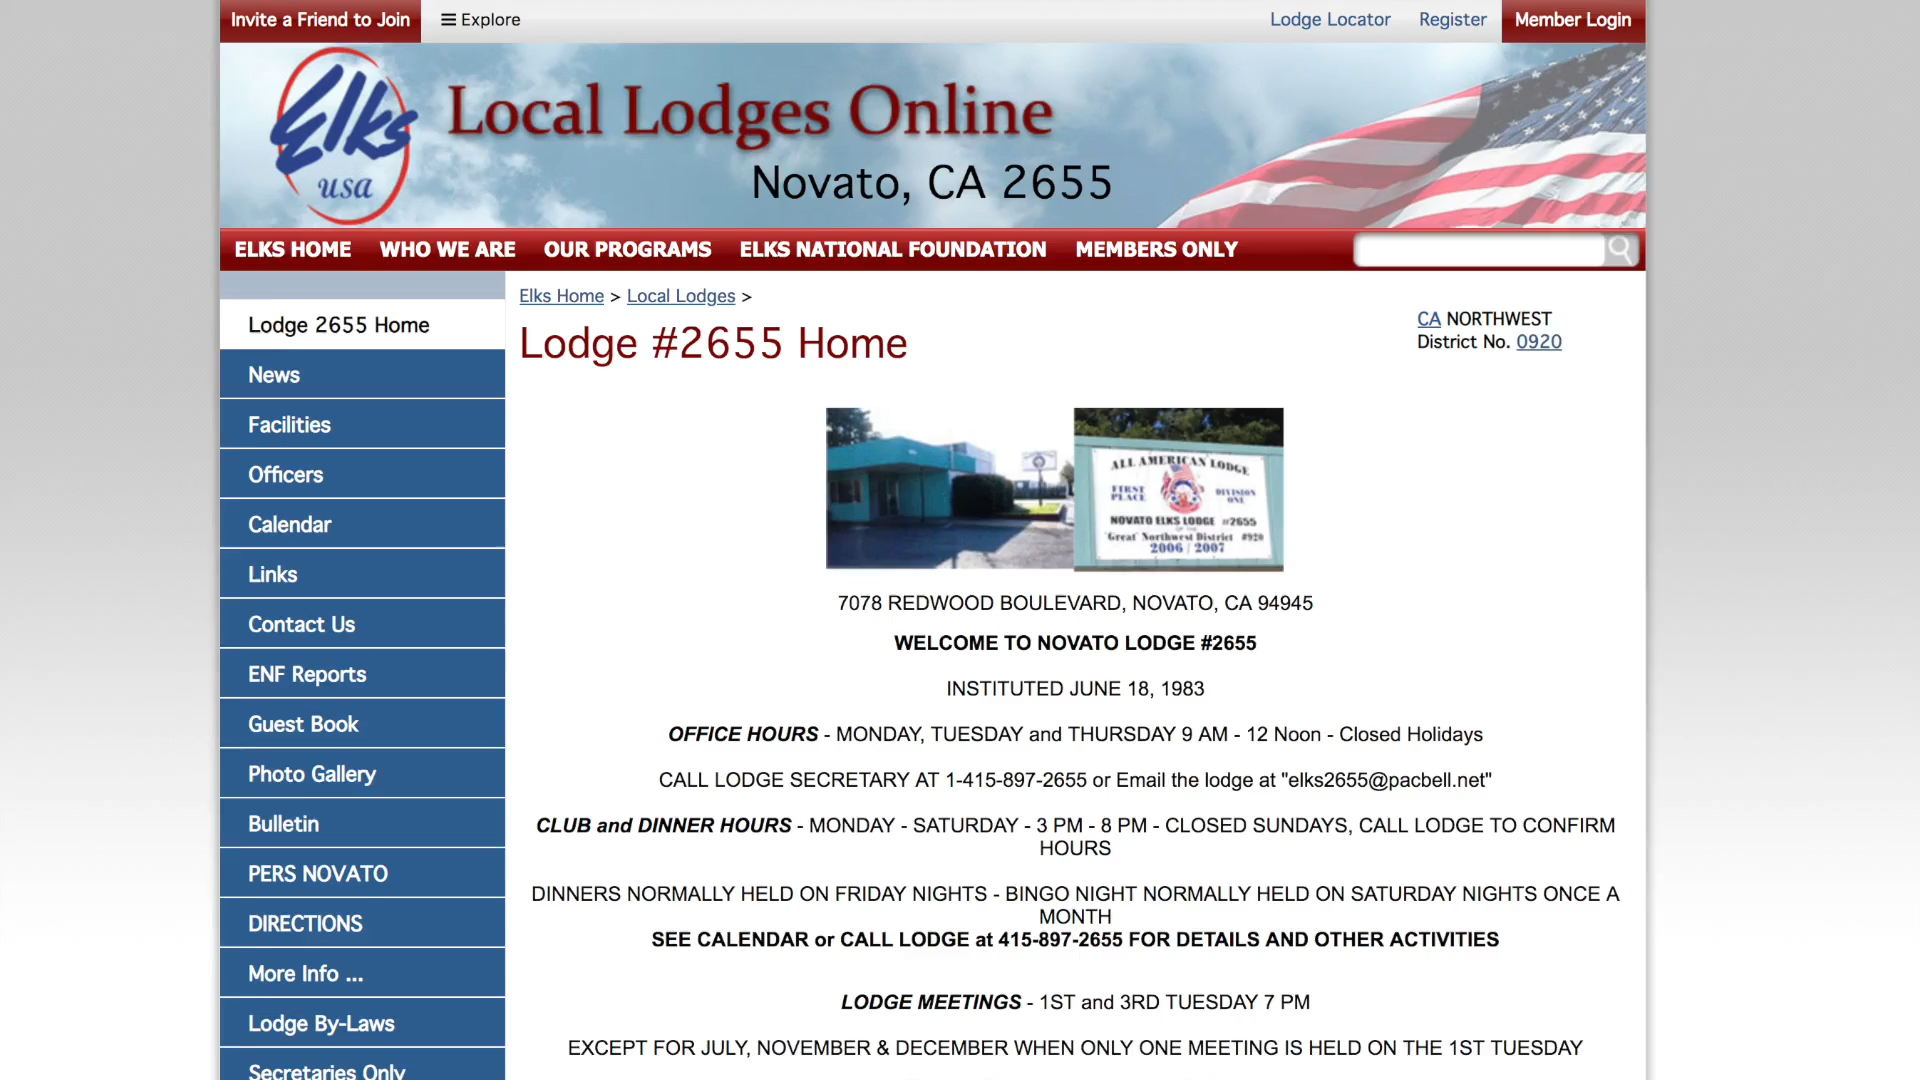 Invite a Friend to Join
Explore
Lodge Locator
Register
Member Login
Elks
usa
Local Lodges Online
Novato, CA 2655
ELKS HOME
WHO WE ARE
OUR PROGRAMS
ELKS NATIONAL FOUNDATION
MEMBERS ONLY
Lodge 2655 Home
News
Facilities
Officers
Calendar
Links
Contact Us
ENF Reports
Guest Book
Photo Gallery
Bulletin
PERS NOVATO
DIRECTIONS
More Info ...
Lodge By-Laws
Secretaries Only
Elks Home > Local Lodges >
Lodge #2655 Home
CA NORTHWEST
District No. 0920
ALL AMERICAN LODGE
FIRST PLACE
DIVISION ONE
NOVATO ELKS LODGE #2655
OF THE
"Great" Northwest District #920
2006 / 2007
7078 REDWOOD BOULEVARD, NOVATO, CA 94945
WELCOME TO NOVATO LODGE #2655
INSTITUTED JUNE 18, 1983
OFFICE HOURS - MONDAY, TUESDAY and THURSDAY 9 AM - 12 Noon - Closed Holidays
CALL LODGE SECRETARY AT 1-415-897-2655 or Email the lodge at "elks2655@pacbell.net"
CLUB and DINNER HOURS - MONDAY - SATURDAY - 3 PM - 8 PM - CLOSED SUNDAYS, CALL LODGE TO CONFIRM
HOURS
DINNERS NORMALLY HELD ON FRIDAY NIGHTS - BINGO NIGHT NORMALLY HELD ON SATURDAY NIGHTS ONCE A
MONTH
SEE CALENDAR or CALL LODGE at 415-897-2655 FOR DETAILS AND OTHER ACTIVITIES
LODGE MEETINGS - 1ST and 3RD TUESDAY 7 PM
EXCEPT FOR JULY, NOVEMBER & DECEMBER WHEN ONLY ONE MEETING IS HELD ON THE 1ST TUESDAY